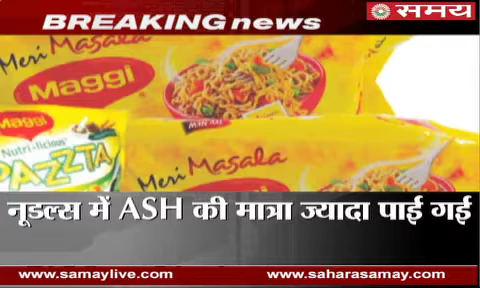 BREAKING news
समय
Meri Masala
Maggi
Maggi
Nutri-licious
PAZZTA
Meri Masala
नूडल्स में ASH की मात्रा ज्यादा पाई गई
www.samaylive.com
www.saharasamay.com